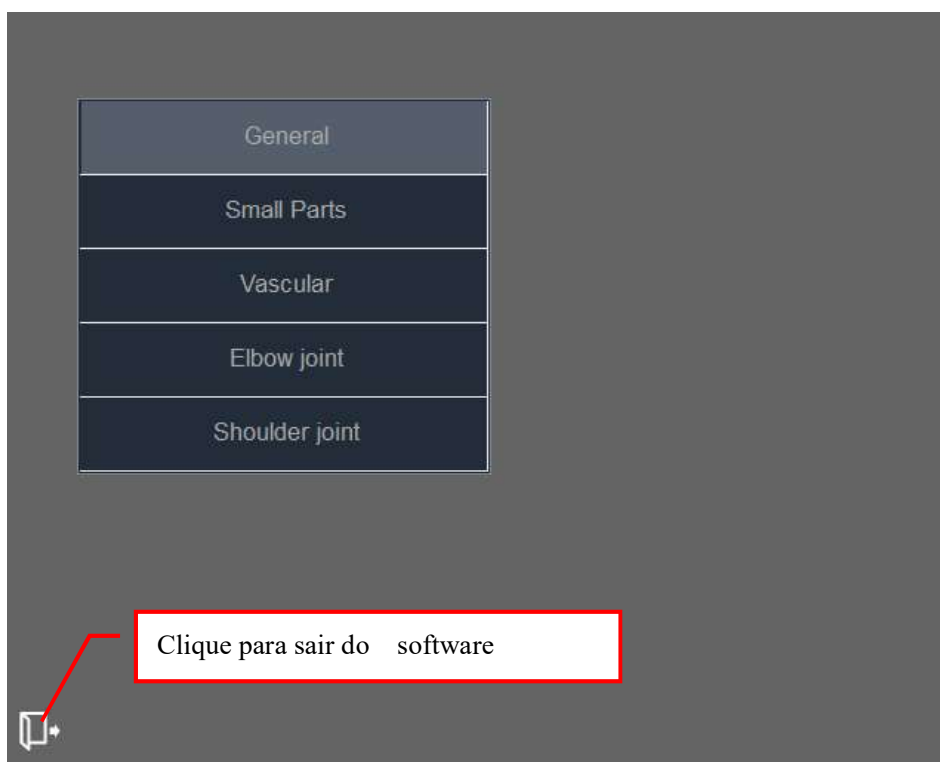 General
Small Parts
Vascular
Elbow joint
Shoulder joint
Clique para sair do software